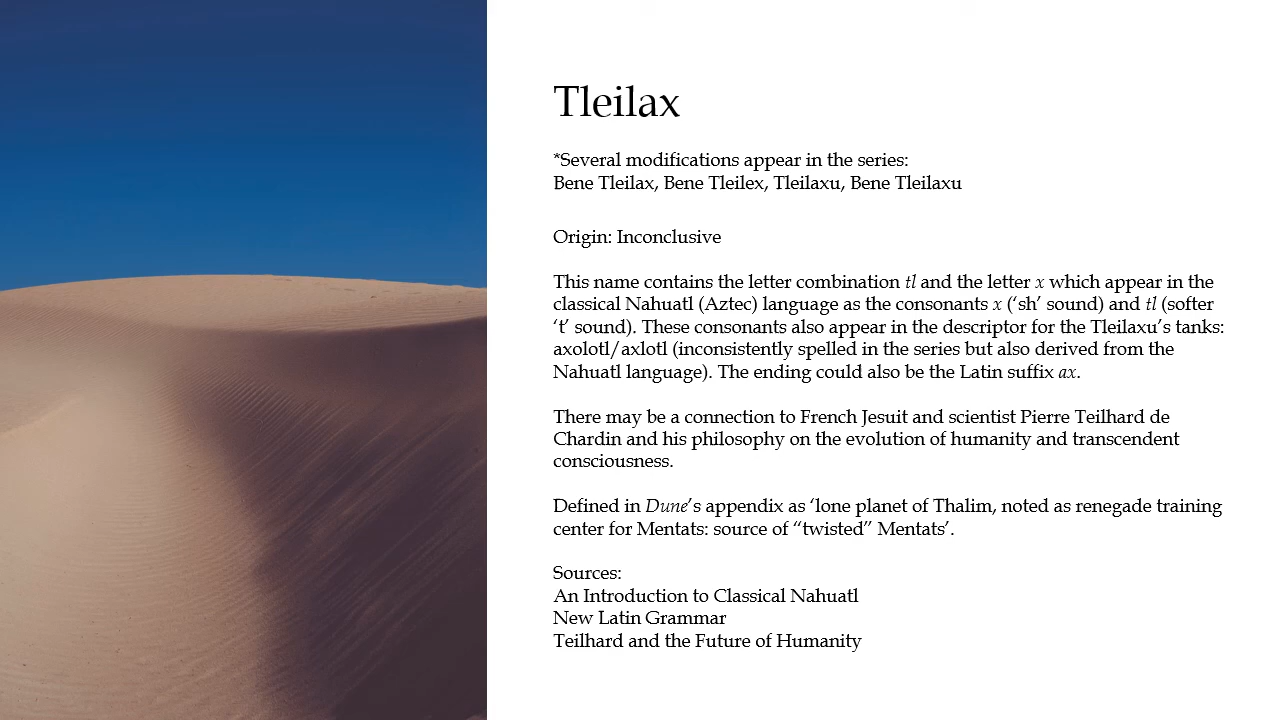 Tleilax
*Several modifications appear in the series:
Bene Tleilax, Bene Tleilex, Tleilaxu, Bene Tleilaxu
Origin: Inconclusive
This name contains the letter combination tl and the letter x which appear in the
classical Nahuatl (Aztec) language as the consonants x (‘sh’ sound) and tl (softer
‘t’ sound). These consonants also appear in the descriptor for the Tleilaxu’s tanks:
axolotl/axlotl (inconsistently spelled in the series but also derived from the
Nahuatl language). The ending could also be the Latin suffix ax.
There may be a connection to French Jesuit and scientist Pierre Teilhard de
Chardin and his philosophy on the evolution of humanity and transcendent
consciousness.
Defined in Dune’s appendix as ‘lone planet of Thalim, noted as renegade training
center for Mentats: source of “twisted” Mentats’.
Sources:
An Introduction to Classical Nahuatl
New Latin Grammar
Teilhard and the Future of Humanity